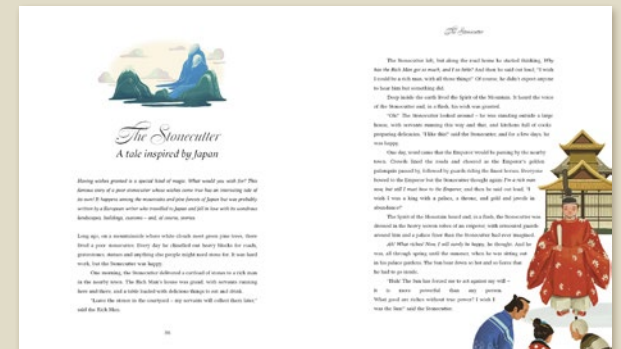 The Stonecutter
A tale inspired by Japan
Having wishes granted is a special kind of magic. What would you wish for? This
famous story of a poor stonecutter whose wishes come true has an interesting tale of
its own! It happens among the mountains and pine forests of Japan but was probably
written by a European writer who travelled to Japan and fell in love with its wondrous
landscapes, buildings, customs – and, of course, stories.
Long ago, on a mountainside where white clouds meet green pine trees, there
lived a poor stonecutter. Every day he chiselled out heavy blocks for roads,
gravestones, statues and anything else people might need stone for. It was hard
work, but the Stonecutter was happy.
One morning, the Stonecutter delivered a cartload of stones to a rich man
in the nearby town. The Rich Man's house was grand, with servants running
here and there, and a table loaded with delicious things to eat and drink.
'Leave the stones in the courtyard – my servants will collect them later,'
said the Rich Man.
The Stonecutter
The Stonecutter left, but along the road home he started thinking, Why
has the Rich Man got so much, and I so little? And then he said out loud, 'I wish
I could be a rich man, with all those things!' Of course, he didn't expect anyone
to hear him but something did.
Deep inside the earth lived the Spirit of the Mountain. It heard the voice
of the Stonecutter and, in a flash, his wish was granted.
'Oh!' The Stonecutter looked around – he was standing outside a large
house, with servants running this way and that, and kitchens full of cooks
preparing delicacies. 'I like this!' said the Stonecutter, and for a few days, he
was happy.
One day, word came that the Emperor would be passing by the nearby
town. Crowds lined the roads and cheered as the Emperor's golden
palanquin passed by, followed by guards riding the finest horses. Everyone
bowed to the Emperor but the Stonecutter thought again. I'm a rich man
now, but still I must bow to the Emperor, and then he said out loud, 'I
wish I was a king with a palace, a throne, and gold and jewels in
abundance!'
The Spirit of the Mountain heard and, in a flash, the Stonecutter was
dressed in the heavy woven robes of an emperor, with armoured guards
around him and a palace finer than the Stonecutter had ever imagined.
Ah! What riches! Now, I will surely be happy, he thought. And he
was, all through spring until the summer, when he was sitting out
in his palace gardens. The Sun beat down so hot and so fierce that
he had to go inside.
'Huh! The Sun has forced me to act against my will –
it is more powerful than my person.
What good are riches without true power? I wish I
was the Sun!' said the Stonecutter.